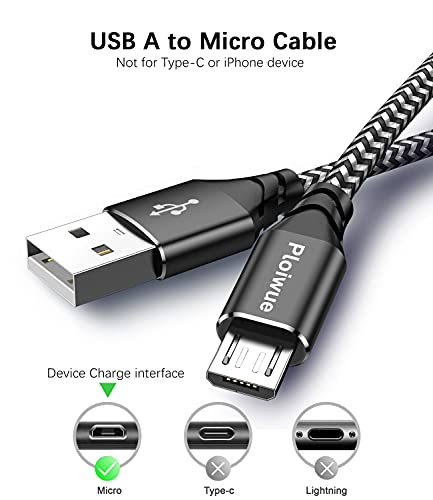 USB A to Micro Cable
Not for Type-C or iPhone device
Ploiwue
Device Charge interface
Micro
Type-c
Lightning